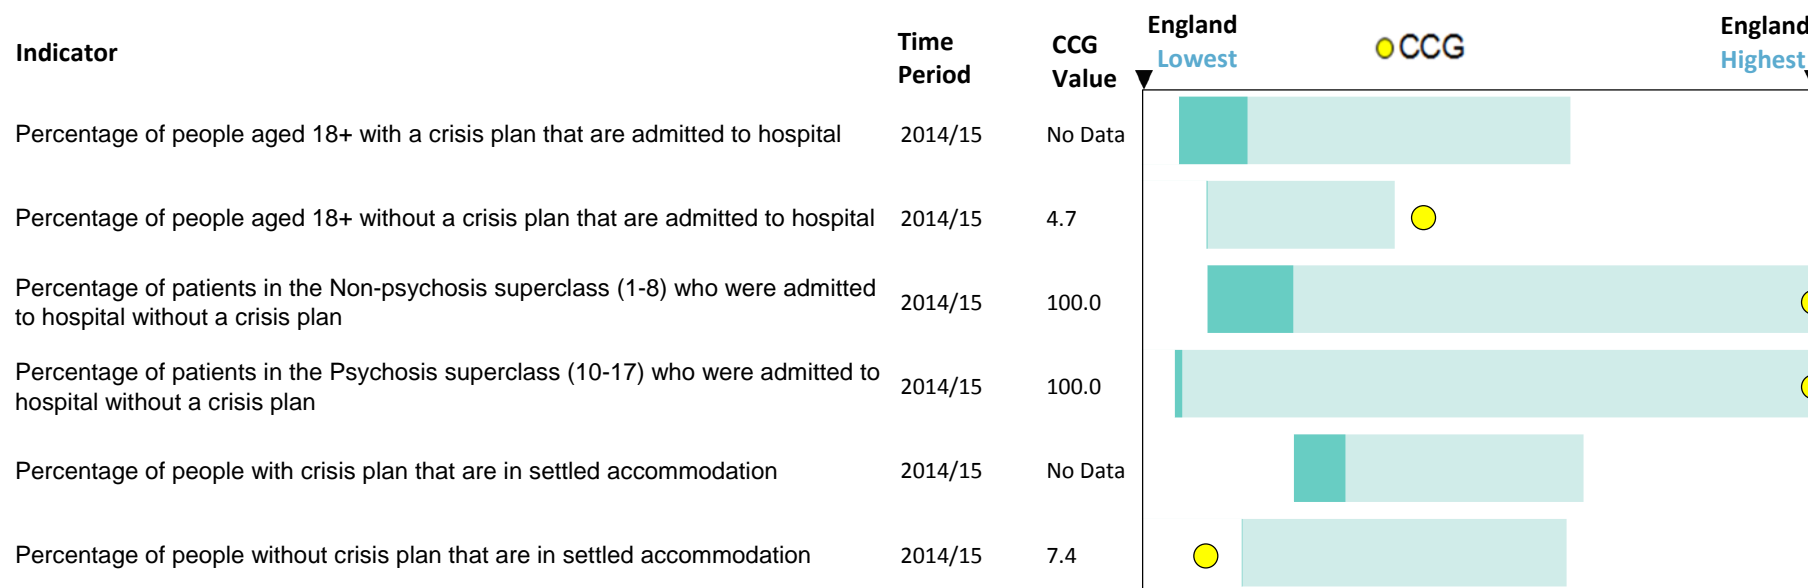 Indicator
Time
Period
CCG
Value
England
Lowest
CCG
England
Highest
Percentage of people aged 18+ with a crisis plan that are admitted to hospital 2014/15 No Data
Percentage of people aged 18+ without a crisis plan that are admitted to hospital 2014/15 4.7
Percentage of patients in the Non-psychosis superclass (1-8) who were admitted
to hospital without a crisis plan
2014/15 100.0
Percentage of patients in the Psychosis superclass (10-17) who were admitted to
hospital without a crisis plan
2014/15 100.0
Percentage of people with crisis plan that are in settled accommodation 2014/15 No Data
Percentage of people without crisis plan that are in settled accommodation 2014/15 7.4